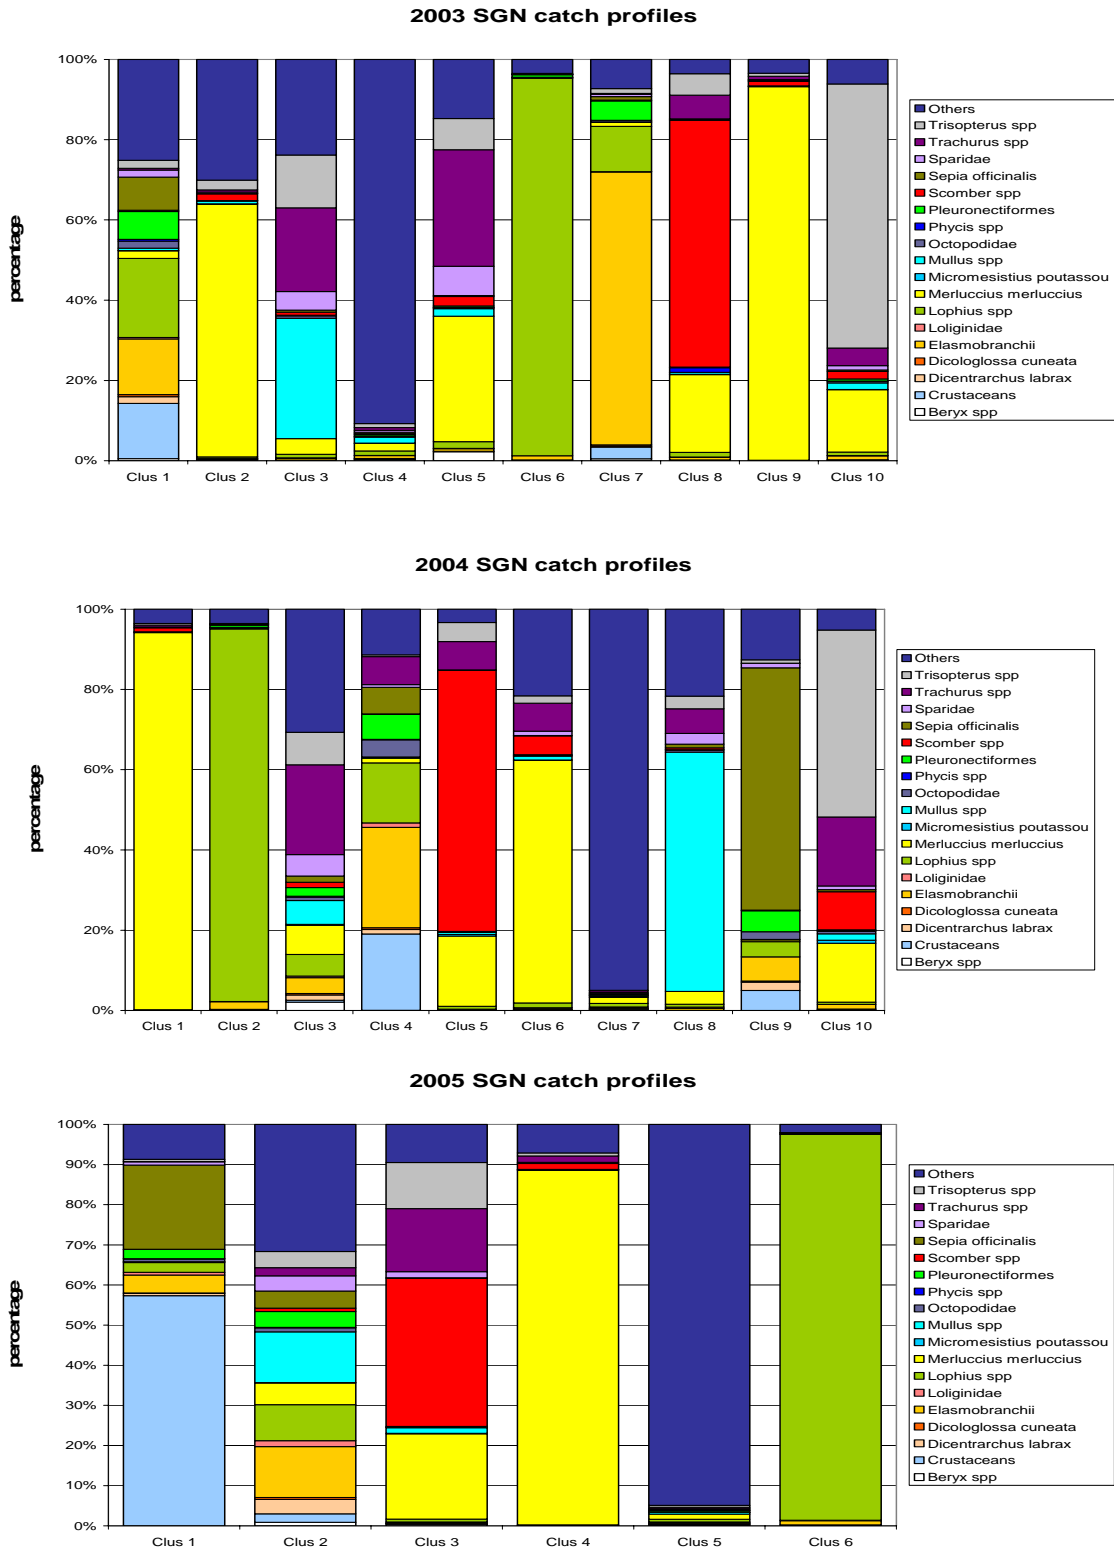 2003 SGN catch profiles
100%
80%
60%
40%
20%
0%
percentage
Clus 1 Clus 2 Clus 3 Clus 4 Clus 5 Clus 6 Clus 7 Clus 8 Clus 9 Clus 10
Others
Trisopterus spp
Trachurus spp
Sparidae
Sepia officinalis
Scomber spp
Pleuronectiformes
Phycis spp
Octopodidae
Mullus spp
Micromesistius poutassou
Merluccius merluccius
Lophius spp
Loliginidae
Elasmobranchii
Dicologlossa cuneata
Dicentrarchus labrax
Crustaceans
Beryx spp
2004 SGN catch profiles
100%
80%
60%
40%
20%
0%
percentage
Clus 1 Clus 2 Clus 3 Clus 4 Clus 5 Clus 6 Clus 7 Clus 8 Clus 9 Clus 10
Others
Trisopterus spp
Trachurus spp
Sparidae
Sepia officinalis
Scomber spp
Pleuronectiformes
Phycis spp
Octopodidae
Mullus spp
Micromesistius poutassou
Merluccius merluccius
Lophius spp
Loliginidae
Elasmobranchii
Dicologlossa cuneata
Dicentrarchus labrax
Crustaceans
Beryx spp
2005 SGN catch profiles
100%
90%
80%
70%
60%
50%
40%
30%
20%
10%
0%
percentage
Clus 1 Clus 2 Clus 3 Clus 4 Clus 5 Clus 6
Others
Trisopterus spp
Trachurus spp
Sparidae
Sepia officinalis
Scomber spp
Pleuronectiformes
Phycis spp
Octopodidae
Mullus spp
Micromesistius poutassou
Merluccius merluccius
Lophius spp
Loliginidae
Elasmobranchii
Dicologlossa cuneata
Dicentrarchus labrax
Crustaceans
Beryx spp